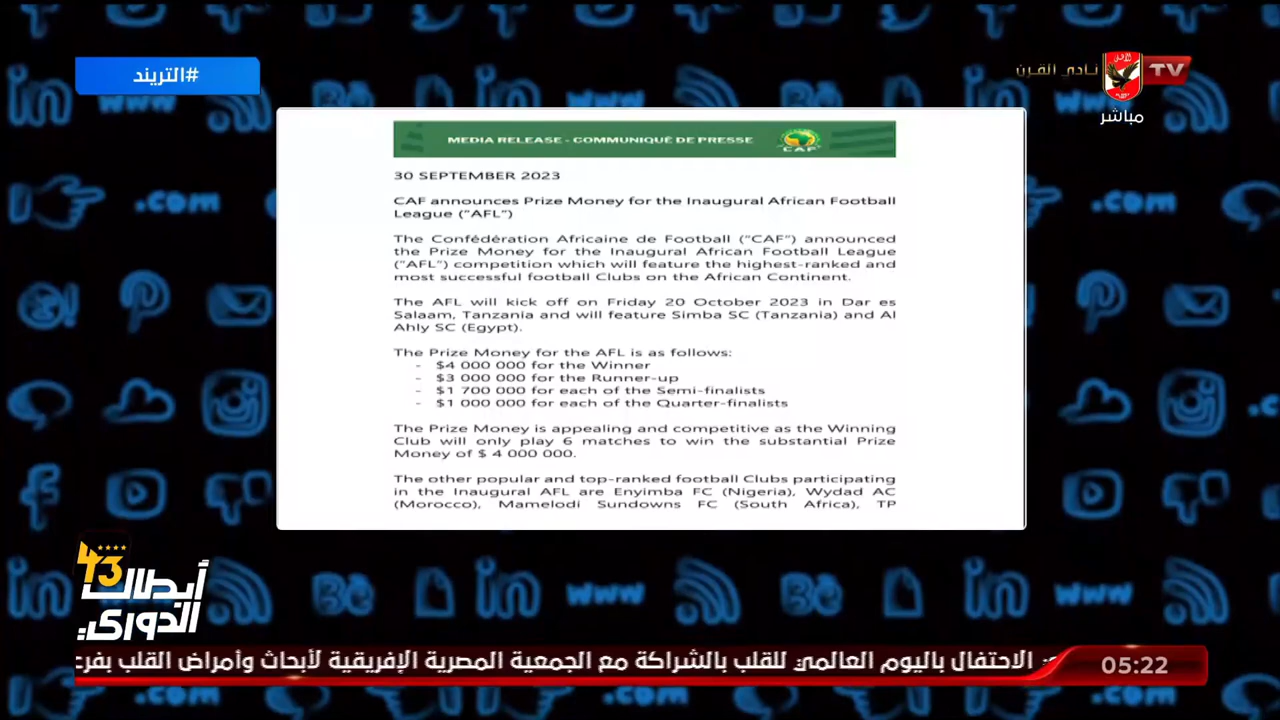 #التريند
نادي القرن
TV
مباشر
MEDIA RELEASE - COMMUNIQUÉ DE PRESSE
CAF
30 SEPTEMBER 2023
CAF announces Prize Money for the Inaugural African Football
League (“AFL”)
The Confédération Africaine de Football (“CAF”) announced
the Prize Money for the Inaugural African Football League
(“AFL”) competition which will feature the highest-ranked and
most successful football Clubs on the African Continent.
The AFL will kick off on Friday 20 October 2023 in Dar es
Salaam, Tanzania and will feature Simba SC (Tanzania) and Al
Ahly SC (Egypt).
The Prize Money for the AFL is as follows:
- $4 000 000 for the Winner
- $3 000 000 for the Runner-up
- $1 700 000 for each of the Semi-finalists
- $1 000 000 for each of the Quarter-finalists
The Prize Money is appealing and competitive as the Winning
Club will only play 6 matches to win the substantial Prize
Money of $ 4 000 000.
The other popular and top-ranked football Clubs participating
in the Inaugural AFL are Enyimba FC (Nigeria), Wydad AC
(Morocco), Mamelodi Sundowns FC (South Africa), TP
43
أبطال
الدوري
الاحتفال باليوم العالمي للقلب بالشراكة مع الجمعية المصرية الإفريقية لأبحاث وأمراض القلب
05:22